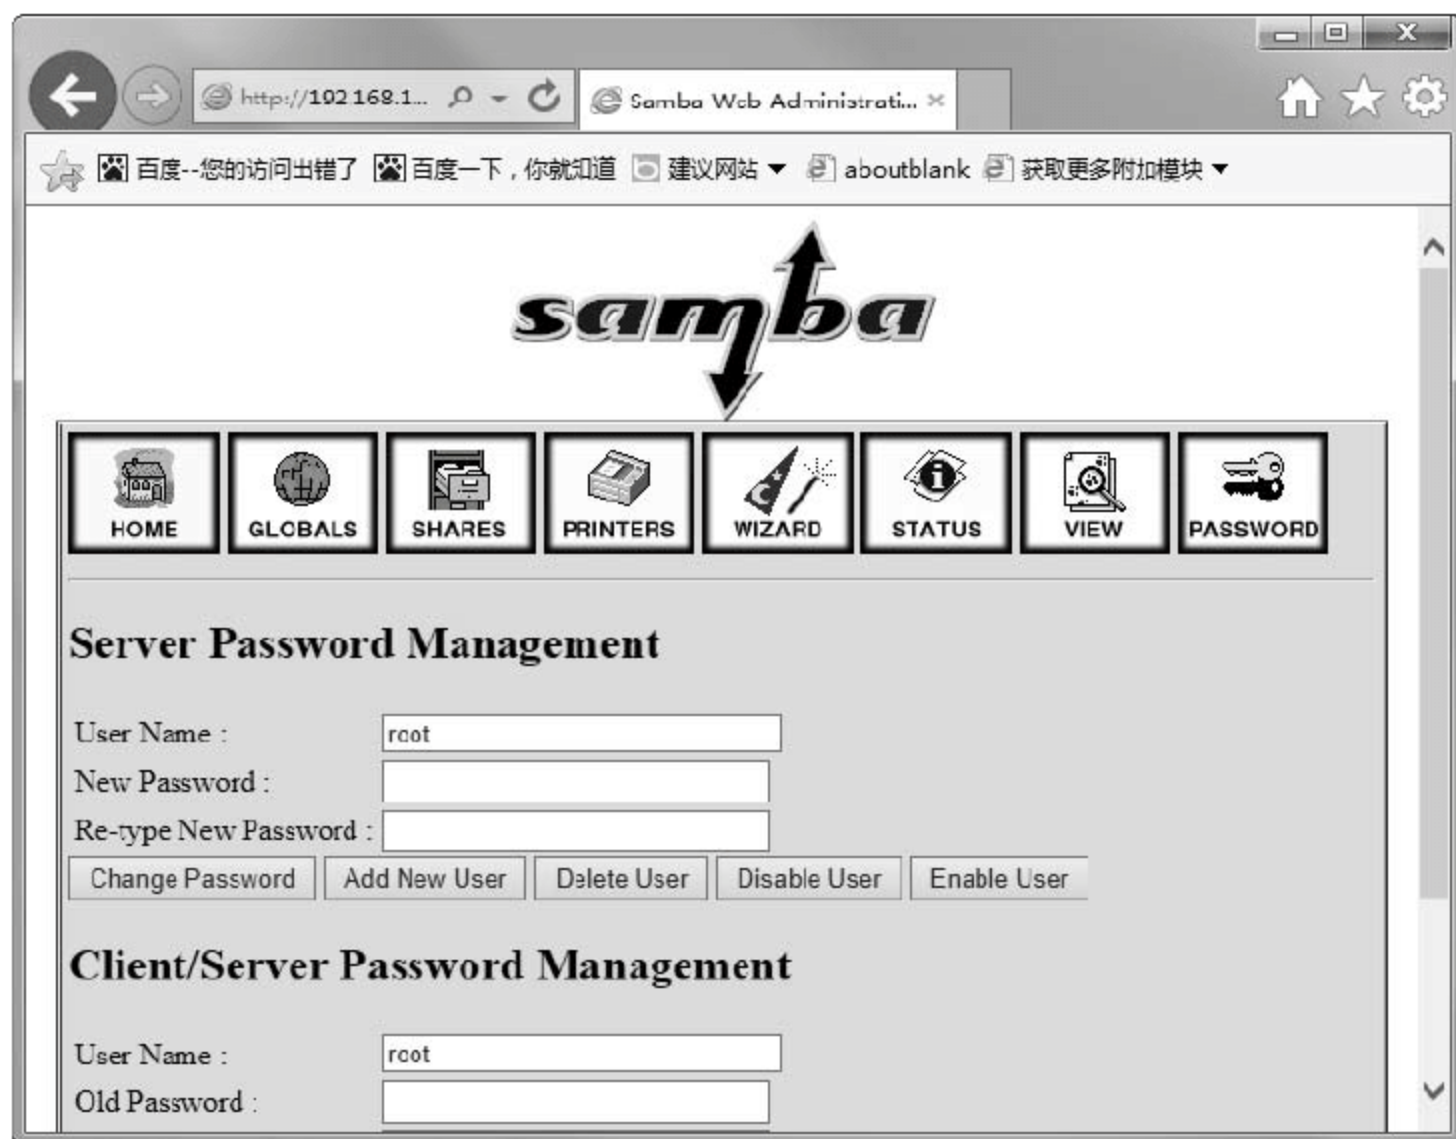 http://192.168.1...
Samba Web Administrati...
百度--您的访问出错了 百度一下，你就知道 建议网站 aboutblank 获取更多附加模块
samba
HOME GLOBALS SHARES PRINTERS WIZARD STATUS VIEW PASSWORD
Server Password Management
User Name : root
New Password :
Re-type New Password :
Change Password Add New User Delete User Disable User Enable User
Client/Server Password Management
User Name : root
Old Password :